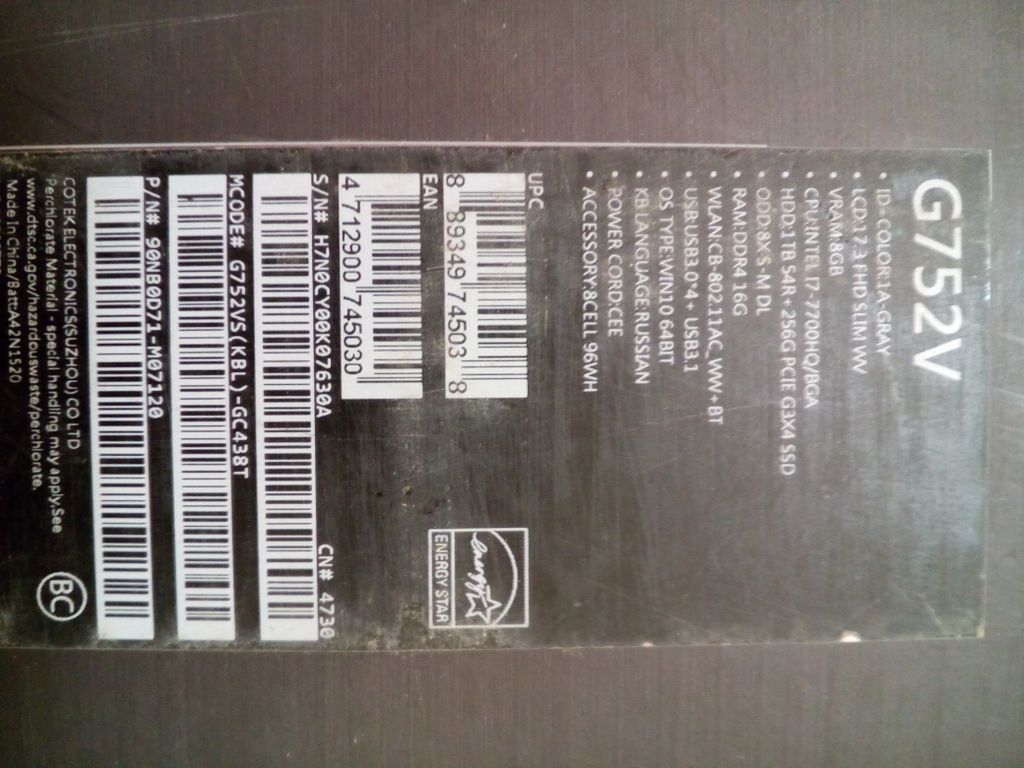 G752V
• ID- COLOR:1A-GRAY
• LCD:17.3 FHD SLIM WV
• VRAM:8GB
• CPU:INTEL I7-7700HQ/BGA
• HDD:1TB 54R+ 256G PCIE G3X4 SSD
• ODD:8XS-M DL
• RAM:DDR4 16G
• WLAN:CB-802.11AC_WW+BT
• USB:USB3.0*4+ USB3.1
• OS TYPE:WIN10 64BIT
• KB LANGUAGE:RUSSIAN
• POWER CORD:CEE
• ACCESSORY:8CELL 96WH
UPC
8 89349 74503 8
EAN
4 712900 745030
energy
ENERGY STAR
S/N# H7N0CY00K07630A CN# 4730
MCODE# G752VS(KBL)-GC438T
P/N# 90NB0D71-M07120
COTEK ELECTRONICS(SUZHOU) CO LTD
Perchlorate Material - special handling may apply.See
www.dtsc.ca.gov/hazardouswaste/perchlorate.
Made in China/Batt:A42N1520
BC